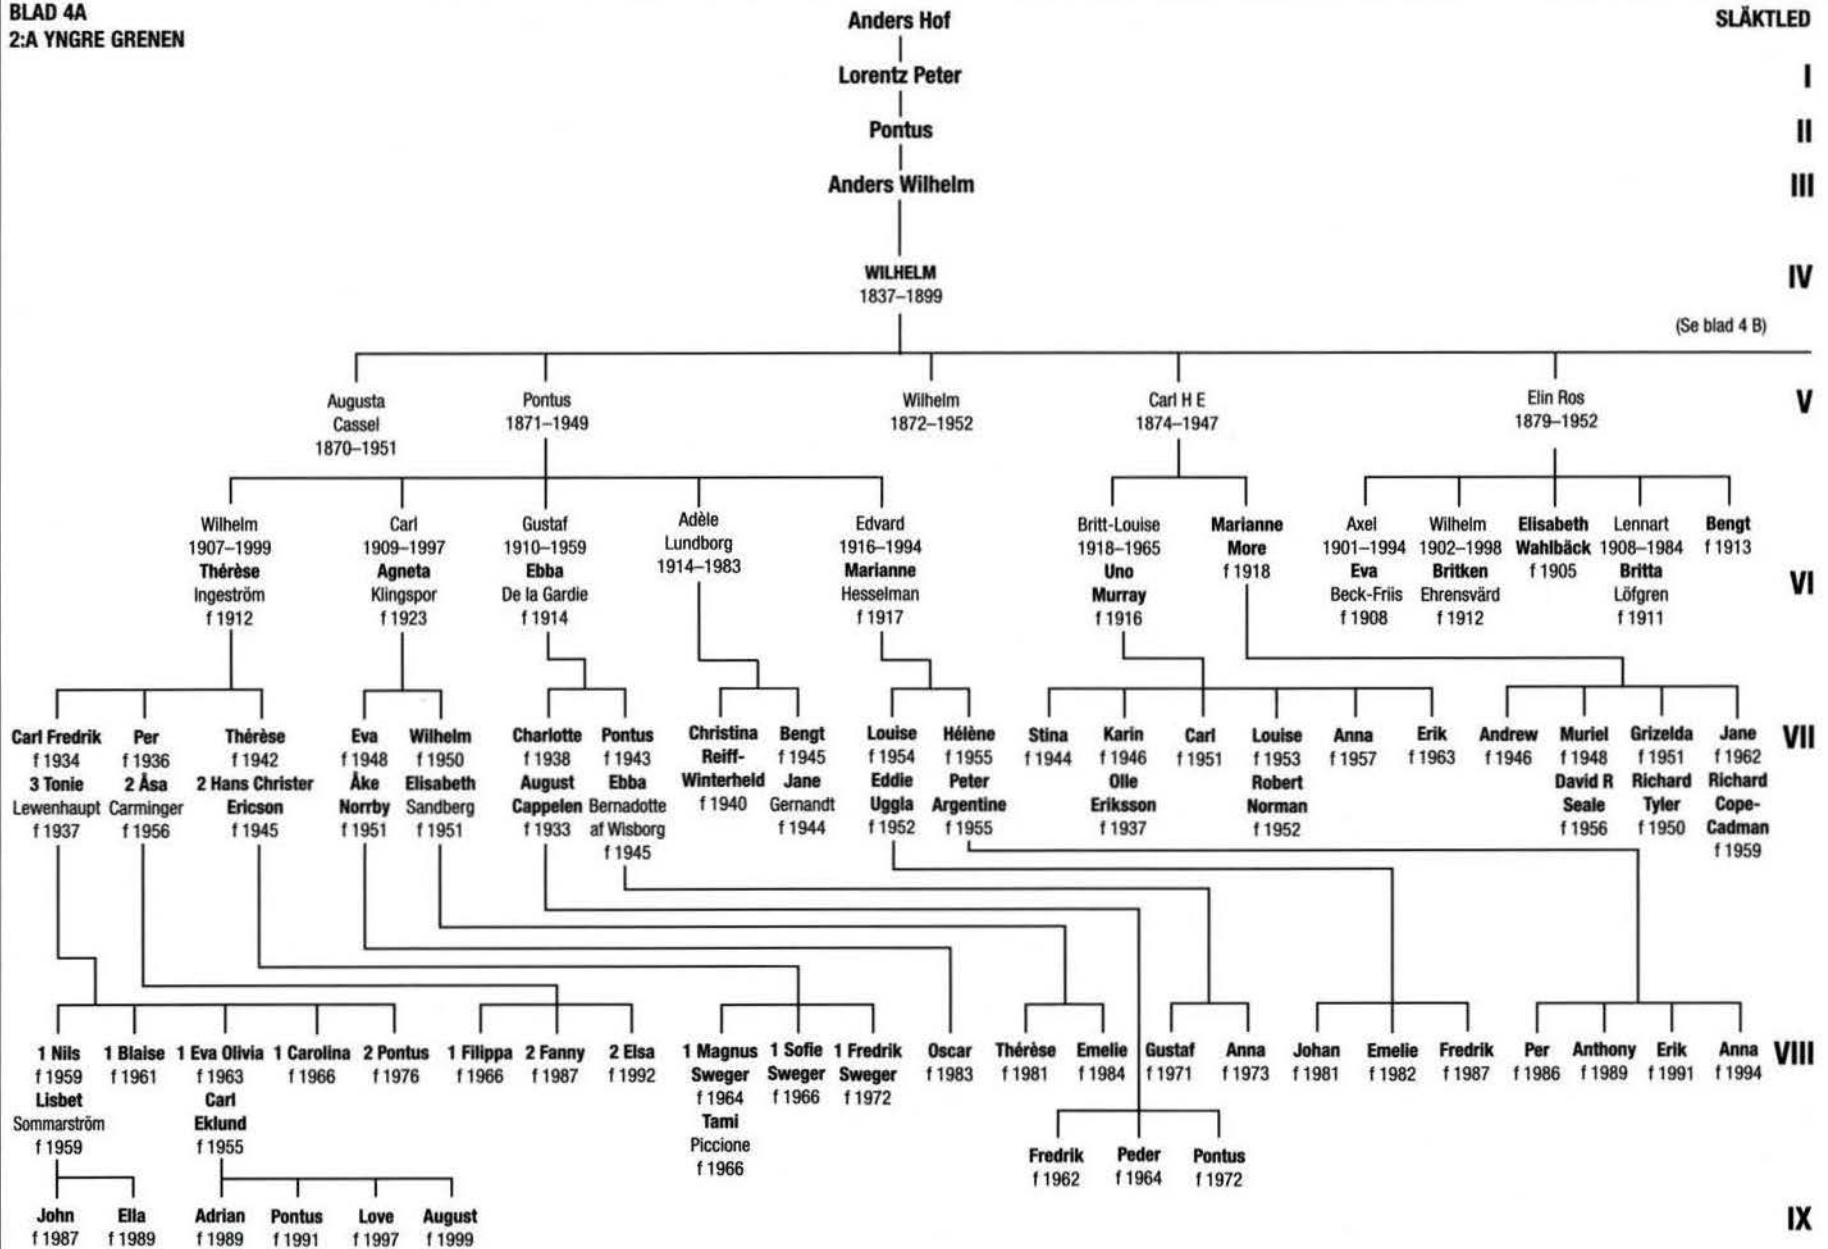 BLAD 4A
2:A YNGRE GRENEN
SLÄKTLED
Anders Hof
Lorentz Peter
I
Pontus
II
Anders Wilhelm
III
WILHELM
1837–1899
IV
(Se blad 4 B)
Augusta
Cassel
1870–1951
Pontus
1871–1949
Wilhelm
1872–1952
Carl H E
1874–1947
Elin Ros
1879–1952
V
Wilhelm
1907–1999
Thérèse
Ingeström
f 1912
Carl
1909–1997
Agneta
Klingspor
f 1923
Gustaf
1910–1959
Ebba
De la Gardie
f 1914
Adèle
Lundborg
1914–1983
Edvard
1916–1994
Marianne
Hesselman
f 1917
Britt-Louise
1918–1965
Uno
Murray
f 1916
Marianne
More
f 1918
Axel
1901–1994
Eva
Beck-Friis
f 1908
Wilhelm
1902–1998
Britken
Ehrensvärd
f 1912
Elisabeth
Wahlbäck
f 1905
Lennart
1908–1984
Britta
Löfgren
f 1911
Bengt
f 1913
VI
Carl Fredrik
f 1934
3 Tonie
Lewenhaupt
f 1937
Per
f 1936
2 Åsa
Carminger
f 1956
Thérèse
f 1942
2 Hans Christer
Ericson
f 1945
Eva
f 1948
Åke
Norrby
f 1951
Wilhelm
f 1950
Elisabeth
Sandberg
f 1951
Charlotte
f 1938
August
Cappelen
f 1933
Pontus
f 1943
Ebba
Bernadotte
af Wisborg
f 1945
Christina
Reiff-
Winterheld
f 1940
Bengt
f 1945
Jane
Gernandt
f 1944
Louise
f 1954
Eddie
Uggla
f 1952
Hélène
f 1955
Peter
Argentine
f 1955
Stina
f 1944
Karin
f 1946
Olle
Eriksson
f 1937
Carl
f 1951
Louise
f 1953
Robert
Norman
f 1952
Anna
f 1957
Erik
f 1963
Andrew
f 1946
Muriel
f 1948
David R
Seale
f 1956
Grizelda
f 1951
Richard
Tyler
f 1950
Jane
f 1962
Richard
Cope-
Cadman
f 1959
VII
1 Nils
f 1959
Lisbet
Sommarström
f 1959
1 Blaise
f 1961
1 Eva Olivia
f 1963
Carl
Eklund
f 1955
1 Carolina
f 1966
2 Pontus
f 1976
1 Filippa
f 1966
2 Fanny
f 1987
2 Elsa
f 1992
1 Magnus
Sweger
f 1964
Tami
Piccione
f 1966
1 Sofie
Sweger
f 1966
1 Fredrik
Sweger
f 1972
Oscar
f 1983
Thérèse
f 1981
Emelie
f 1984
Gustaf
f 1971
Anna
f 1973
Johan
f 1981
Emelie
f 1982
Fredrik
f 1987
Per
f 1986
Anthony
f 1989
Erik
f 1991
Anna
f 1994
VIII
Fredrik
f 1962
Peder
f 1964
Pontus
f 1972
John
f 1987
Ella
f 1989
Adrian
f 1989
Pontus
f 1991
Love
f 1997
August
f 1999
IX